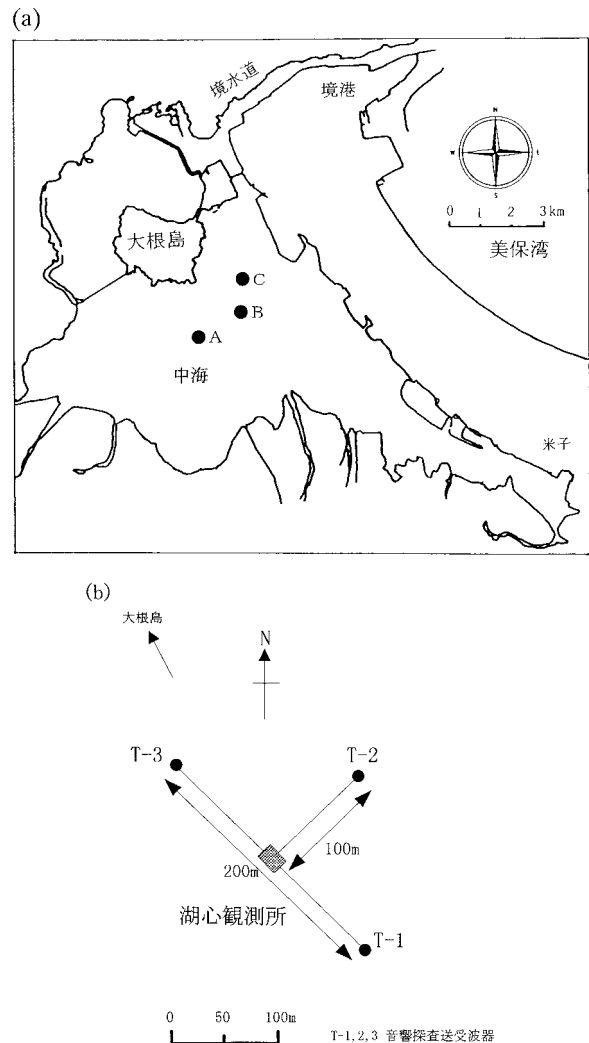 (a)
境水道
境港
N
W
E
S
0 1 2 3km
大根島
美保湾
C
B
A
中海
米子
(b)
大根島
N
T-3
T-2
100m
200m
湖心観測所
T-1
0 50 100m
T-1,2,3 音響探査送受波器